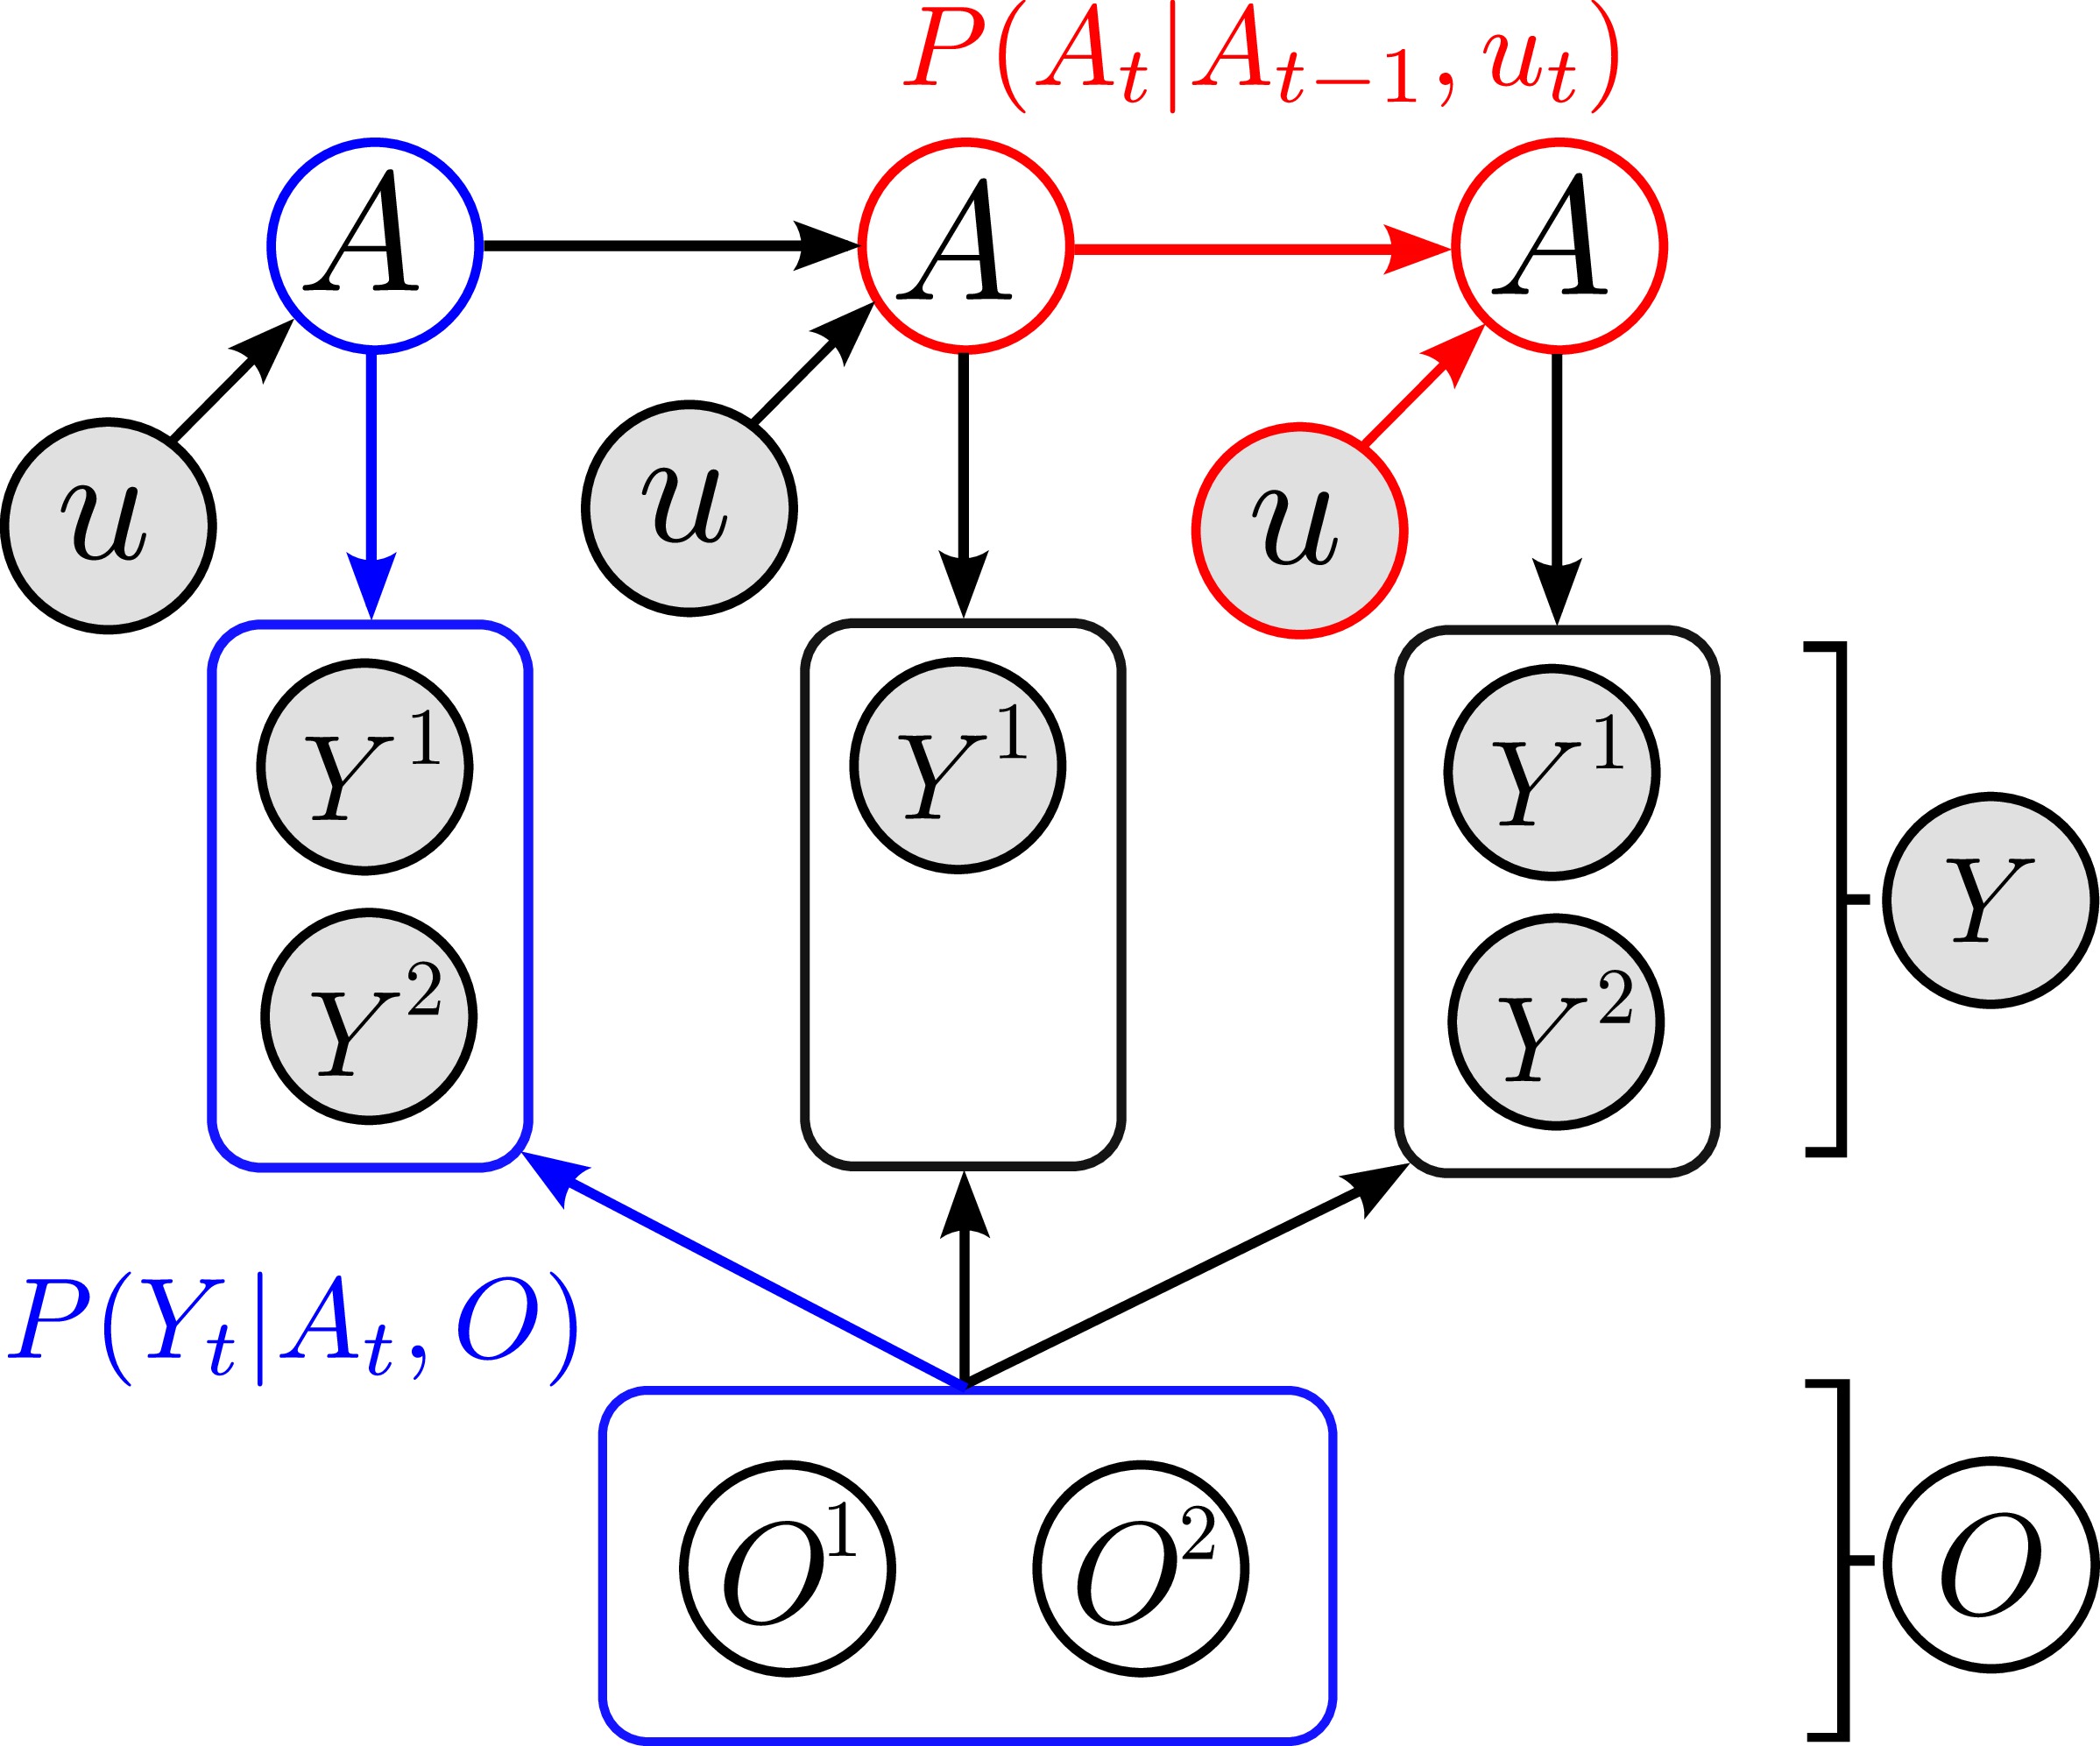 P(A_t|A_{t-1}, u_t)
A A A
u u u
Y^1 Y^1 Y^1
Y
Y^2 Y^2
P(Y_t|A_t, O)
O^1 O^2 O